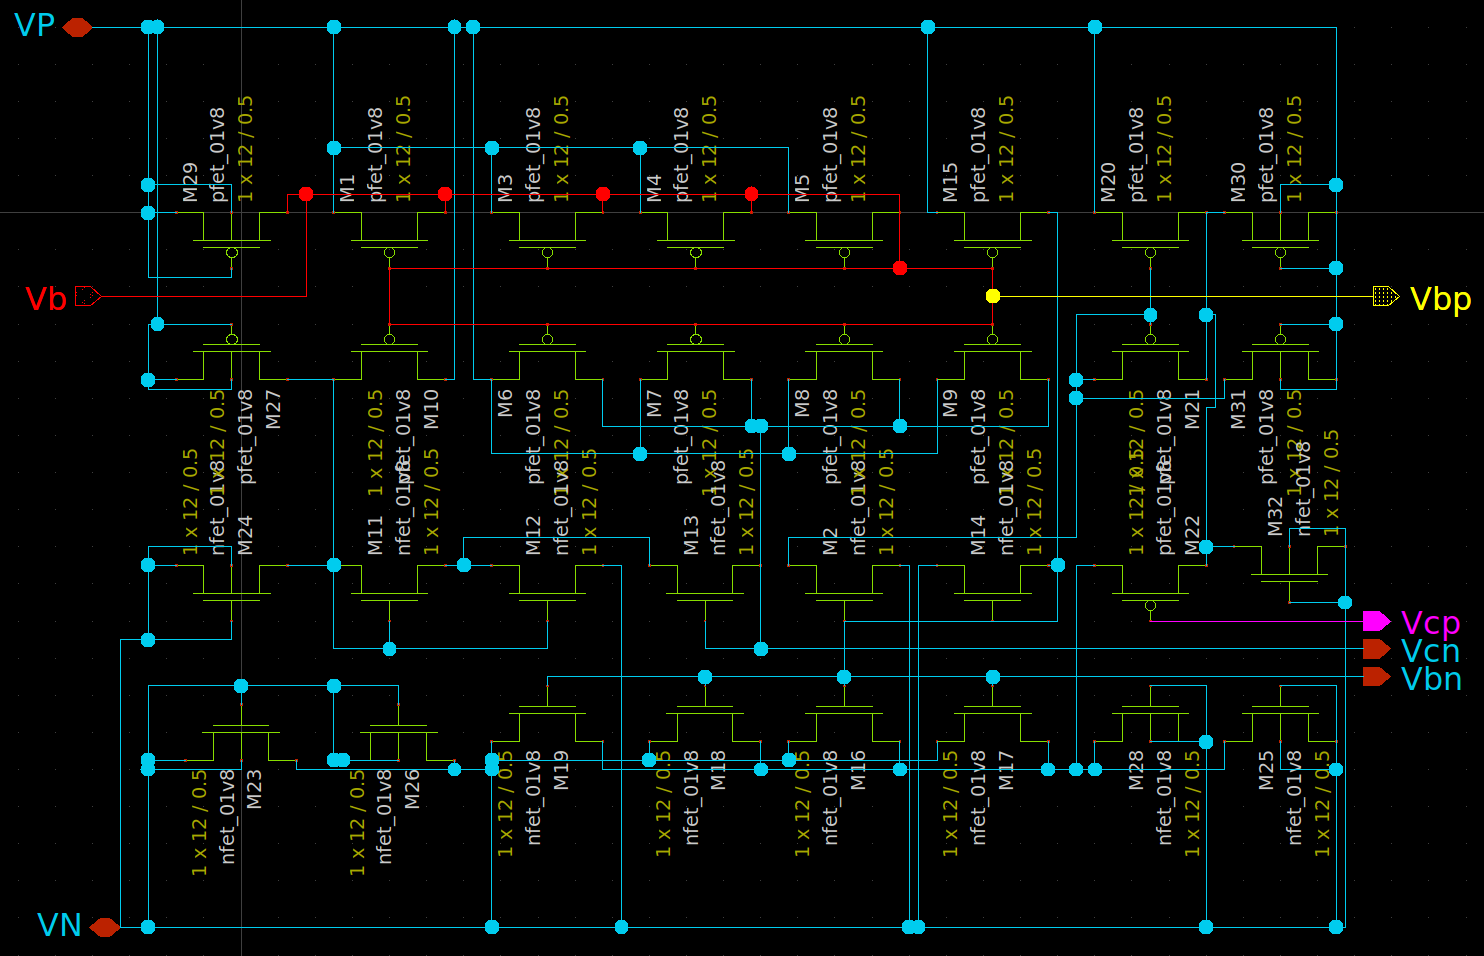 VP
M29
pfet_01v8
1 x 12 / 0.5
M1
pfet_01v8
1 x 12 / 0.5
M3
pfet_01v8
1 x 12 / 0.5
M4
pfet_01v8
1 x 12 / 0.5
M5
pfet_01v8
1 x 12 / 0.5
M15
pfet_01v8
1 x 12 / 0.5
M20
pfet_01v8
1 x 12 / 0.5
M30
pfet_01v8
1 x 12 / 0.5
Vb
Vbp
1 x 12 / 0.5
pfet_01v8
M27
1 x 12 / 0.5
pfet_01v8
M10
M6
pfet_01v8
1 x 12 / 0.5
M7
pfet_01v8
1 x 12 / 0.5
M8
pfet_01v8
1 x 12 / 0.5
M9
pfet_01v8
1 x 12 / 0.5
1 x 12 / 0.5
pfet_01v8
M21
M31
pfet_01v8
1 x 12 / 0.5
1 x 12 / 0.5
nfet_01v8
M24
M11
nfet_01v8
1 x 12 / 0.5
M12
nfet_01v8
1 x 12 / 0.5
M13
nfet_01v8
1 x 12 / 0.5
M2
nfet_01v8
1 x 12 / 0.5
M14
nfet_01v8
1 x 12 / 0.5
1 x 12 / 0.5
pfet_01v8
M22
M32
nfet_01v8
1 x 12 / 0.5
Vcp
Vcn
Vbn
1 x 12 / 0.5
nfet_01v8
M23
1 x 12 / 0.5
nfet_01v8
M26
1 x 12 / 0.5
nfet_01v8
M19
1 x 12 / 0.5
nfet_01v8
M18
1 x 12 / 0.5
nfet_01v8
M16
1 x 12 / 0.5
nfet_01v8
M17
M28
nfet_01v8
1 x 12 / 0.5
M25
nfet_01v8
1 x 12 / 0.5
VN